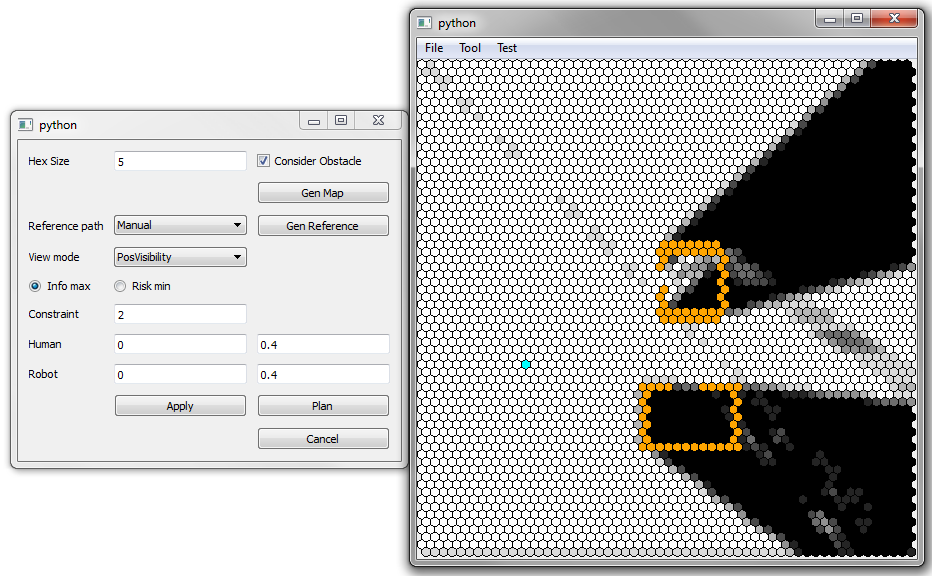 python
File Tool Test
python
Hex Size 5 Consider Obstacle
Gen Map
Reference path Manual Gen Reference
View mode PosVisibility
Info max Risk min
Constraint 2
Human 0 0.4
Robot 0 0.4
Apply Plan
Cancel